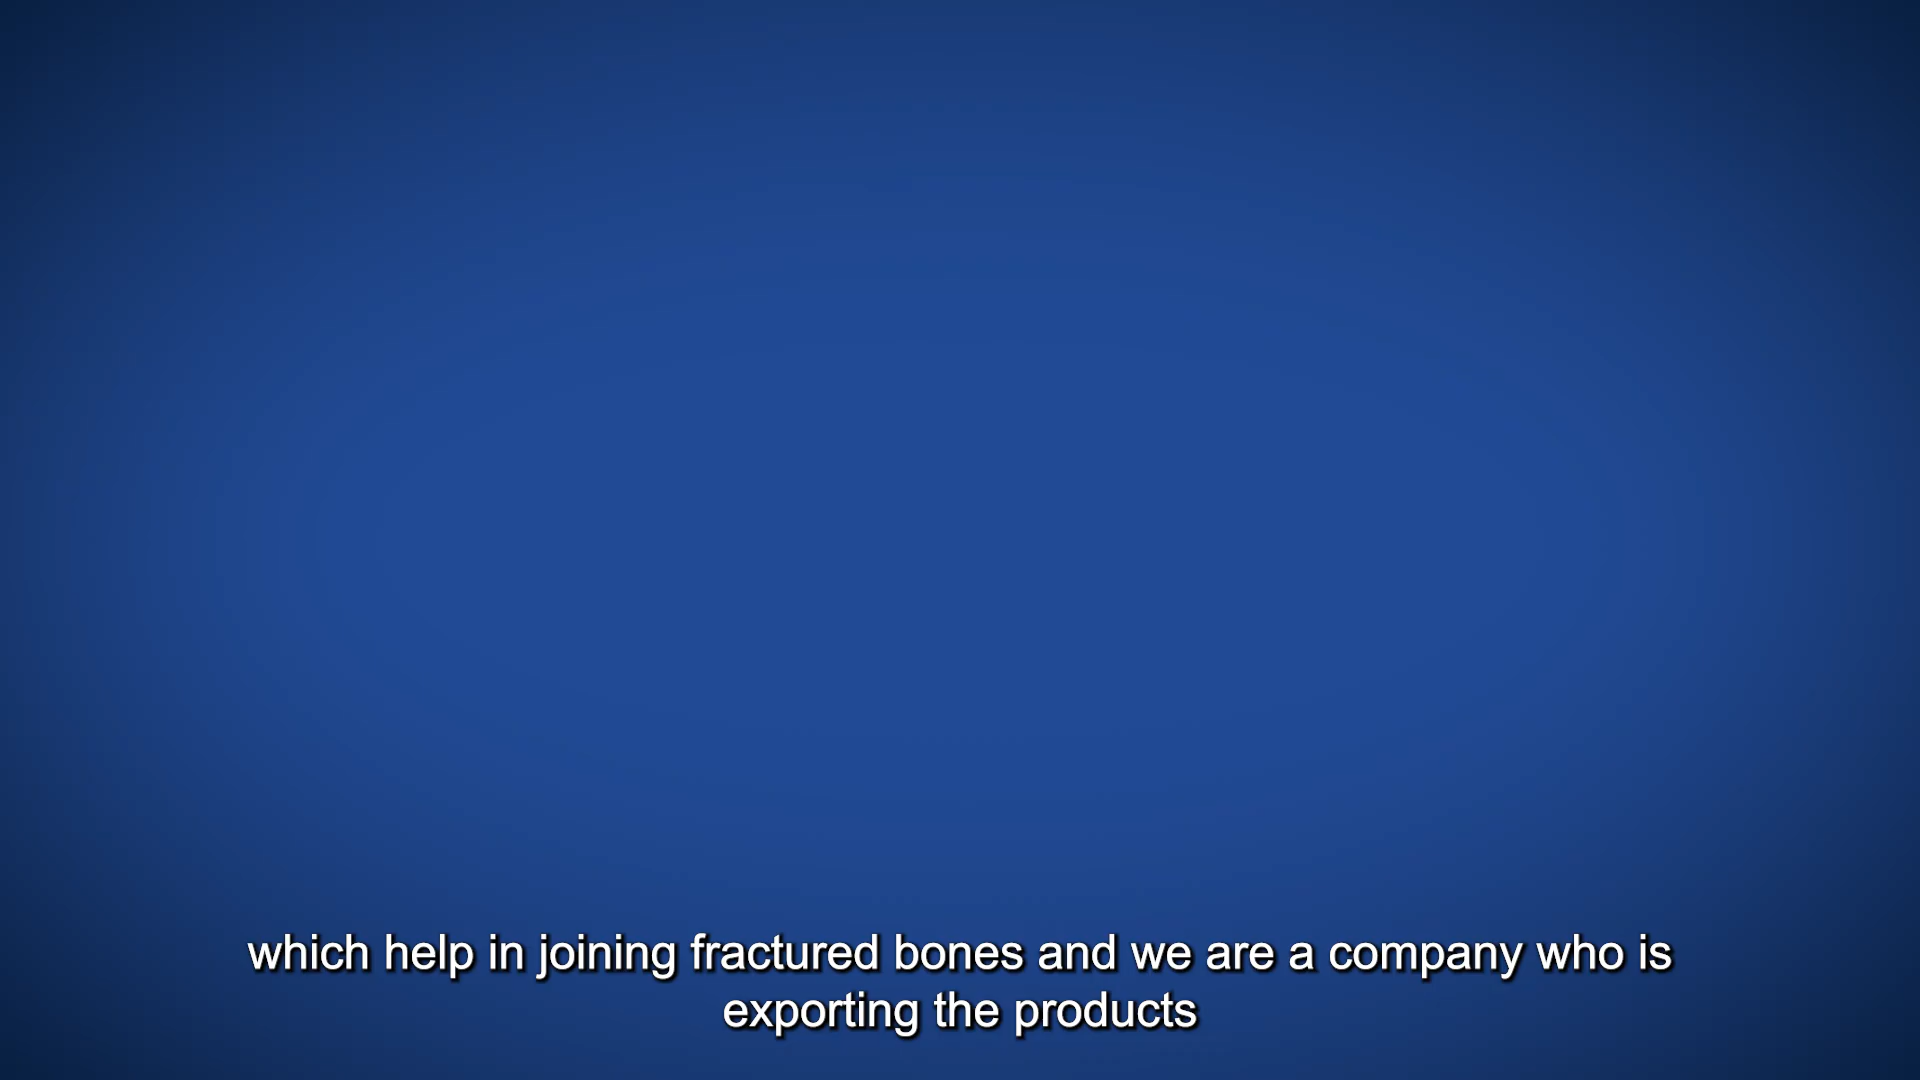 which help in joining fractured bones and we are a company who is
exporting the products